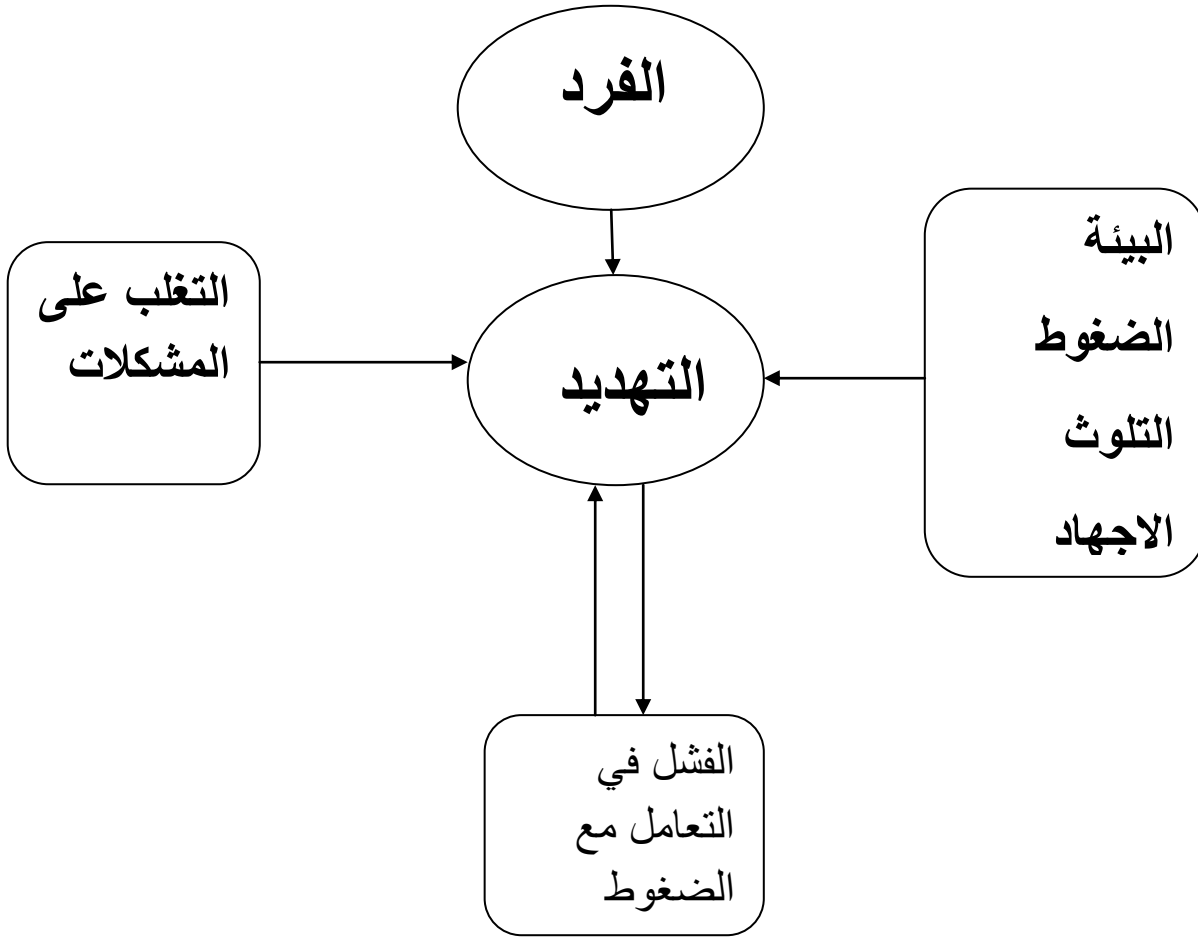 الفرد
البيئة
الضغوط
التلوث
الاجهاد
التهديد
التغلب على
المشكلات
الفشل في
التعامل مع
الضغوط